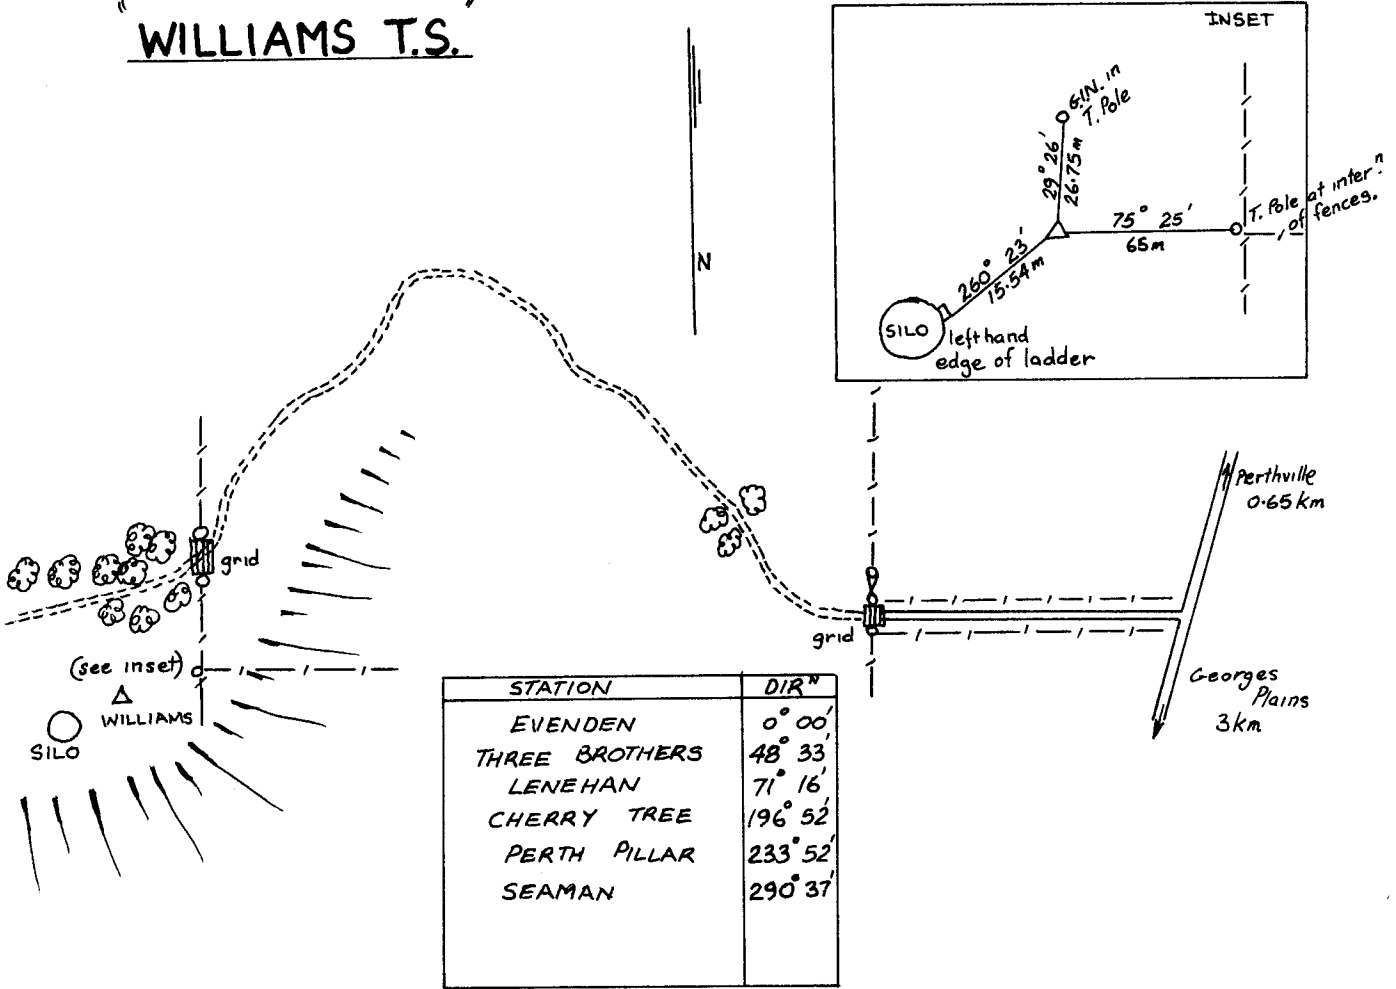 "WILLIAMS T.S."
INSET
G.I.N. in
T. Pole
29° 26'
26.75m
75° 25'
65m
T. Pole at inter.ⁿ
of fences.
260° 23'
15.54m
SILO
lefthand
edge of ladder
N
Perthville
0.65km
grid
grid
(see inset)
WILLIAMS
SILO
Georges
Plains
3km
STATION DIRᴺ
EVENDEN 0° 00'
THREE BROTHERS 48° 33'
LENEHAN 71° 16'
CHERRY TREE 196° 52'
PERTH PILLAR 233° 52'
SEAMAN 290° 37'